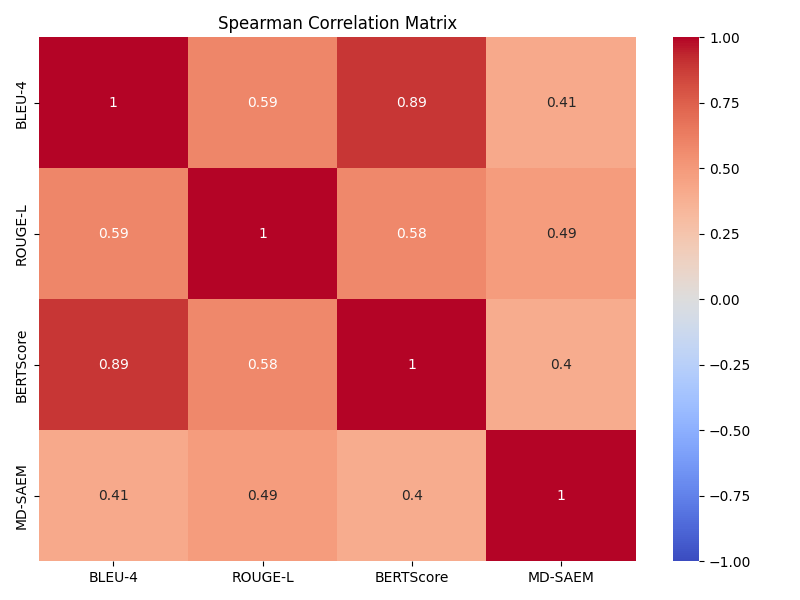 Spearman Correlation Matrix
BLEU-4 1 0.59 0.89 0.41
ROUGE-L 0.59 1 0.58 0.49
BERTScore 0.89 0.58 1 0.4
MD-SAEM 0.41 0.49 0.4 1
BLEU-4 ROUGE-L BERTScore MD-SAEM
1.00
0.75
0.50
0.25
0.00
−0.25
−0.50
−0.75
−1.00